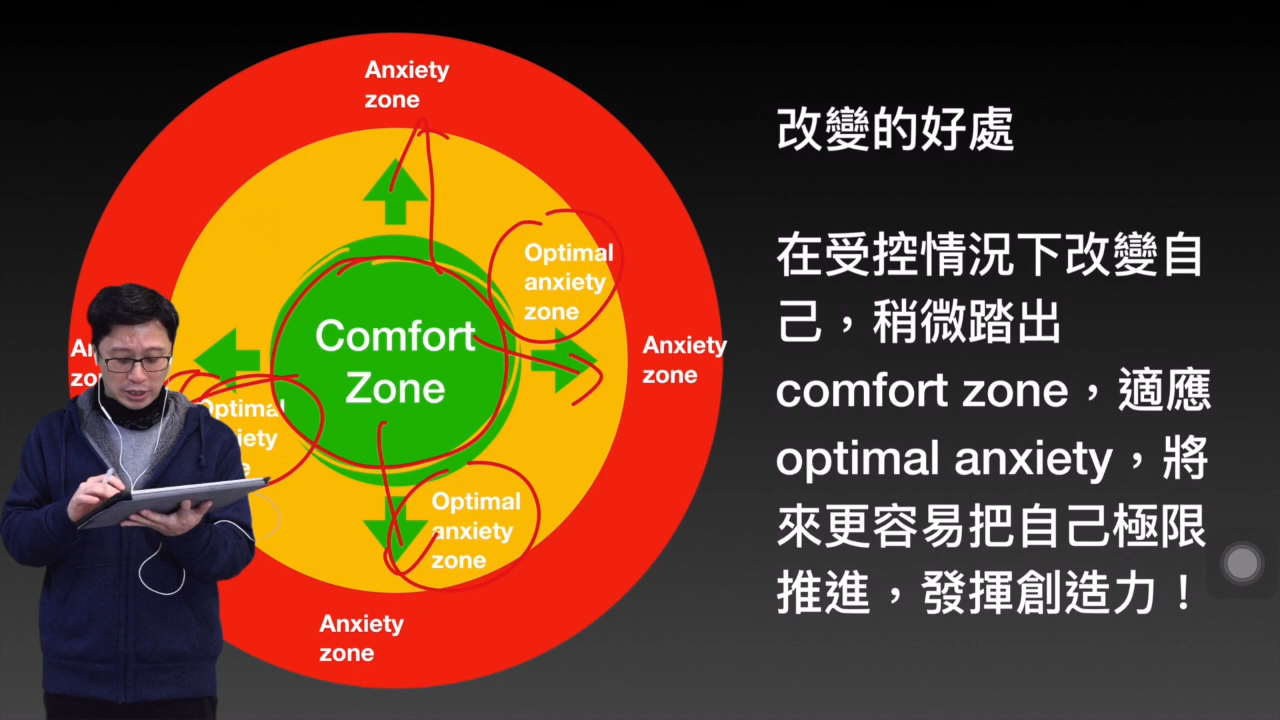 Anxiety
zone
Optimal
anxiety
zone
Comfort
Zone
Anxiety
zone
Optimal
Optimal
anxiety
zone
Anxiety
zone
改變的好處
在受控情況下改變自
己，稍微踏出
comfort zone，適應
optimal anxiety，將
來更容易把自己極限
推進，發揮創造力！